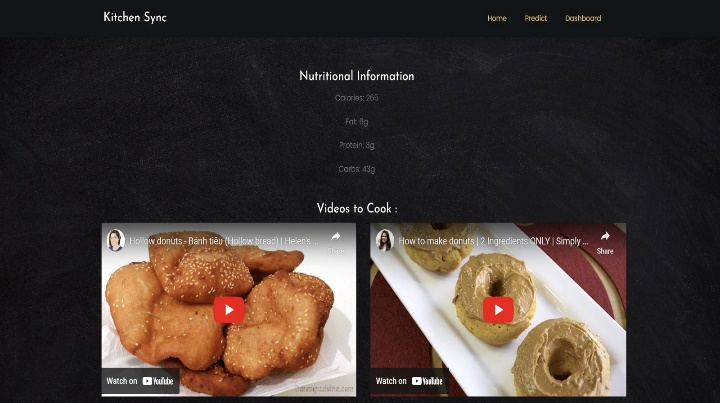 Kitchen Sync
Home Predict Dashboard
Nutritional Information
Calories: 265
Fat: 6g
Protein: 3g
Carbs: 43g
Videos to Cook :
Hollow donuts - Bánh tiêu (Hollow bread) | Helen's ...
How to make donuts | 2 Ingredients ONLY | Simply ...
Share
Watch on YouTube
Watch on YouTube